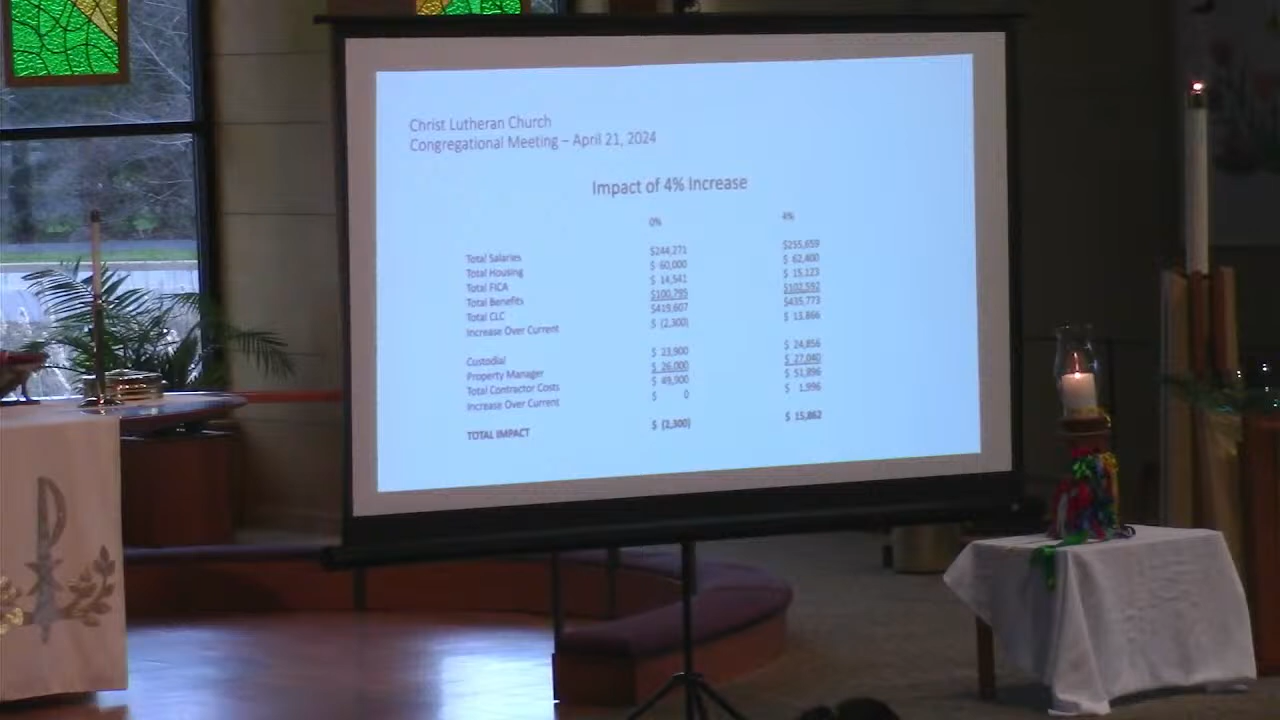 Christ Lutheran Church
Congregational Meeting – April 21, 2024
Impact of 4% Increase
0% 4%
Total Salaries $244,271 $255,659
Total Housing $ 60,000 $ 62,400
Total FICA $ 14,541 $ 15,123
Total Benefits $100,795 $102,592
Total CLC $419,607 $435,773
Increase Over Current $ (2,300) $ 13,866
Custodial $ 23,900 $ 24,856
Property Manager $ 26,000 $ 27,040
Total Contractor Costs $ 49,900 $ 51,896
Increase Over Current $ 0 $ 1,996
TOTAL IMPACT $ (2,300) $ 15,862